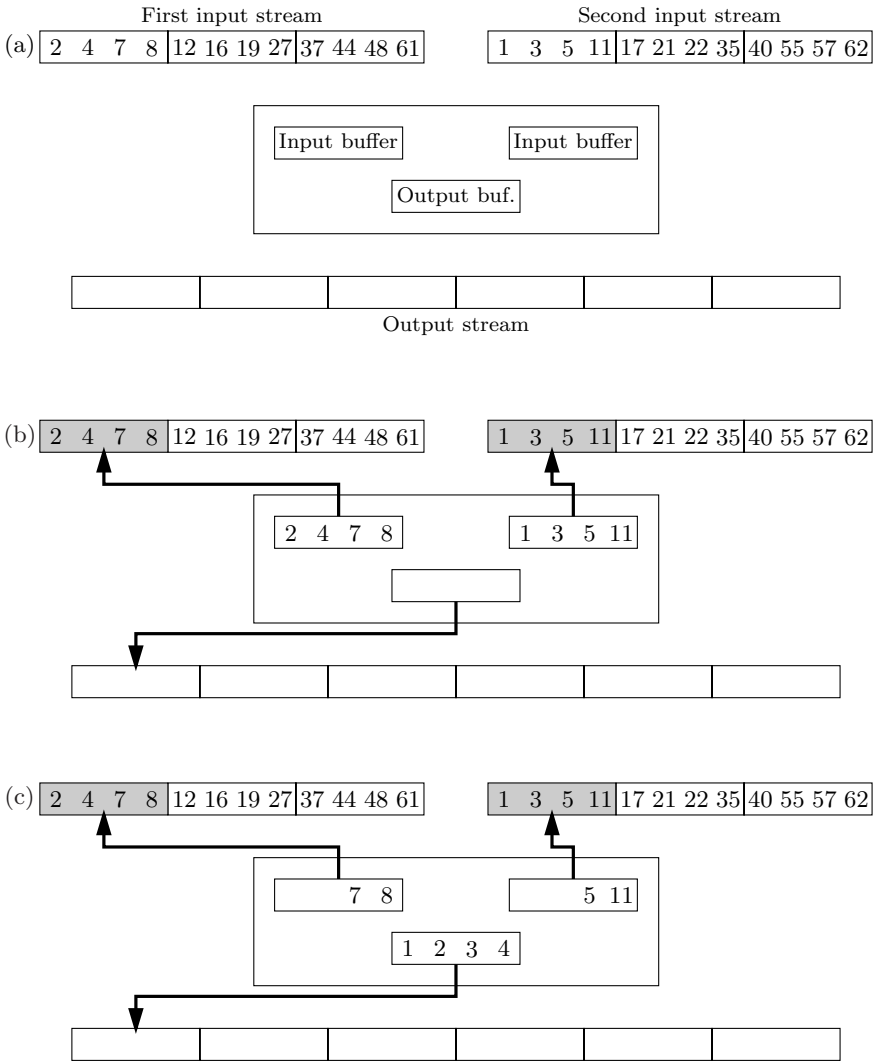 First input stream Second input stream
(a) 2 4 7 8 12 16 19 27 37 44 48 61 1 3 5 11 17 21 22 35 40 55 57 62
Input buffer Input buffer
Output buf.
Output stream
(b) 2 4 7 8 12 16 19 27 37 44 48 61 1 3 5 11 17 21 22 35 40 55 57 62
2 4 7 8 1 3 5 11
(c) 2 4 7 8 12 16 19 27 37 44 48 61 1 3 5 11 17 21 22 35 40 55 57 62
7 8 5 11
1 2 3 4